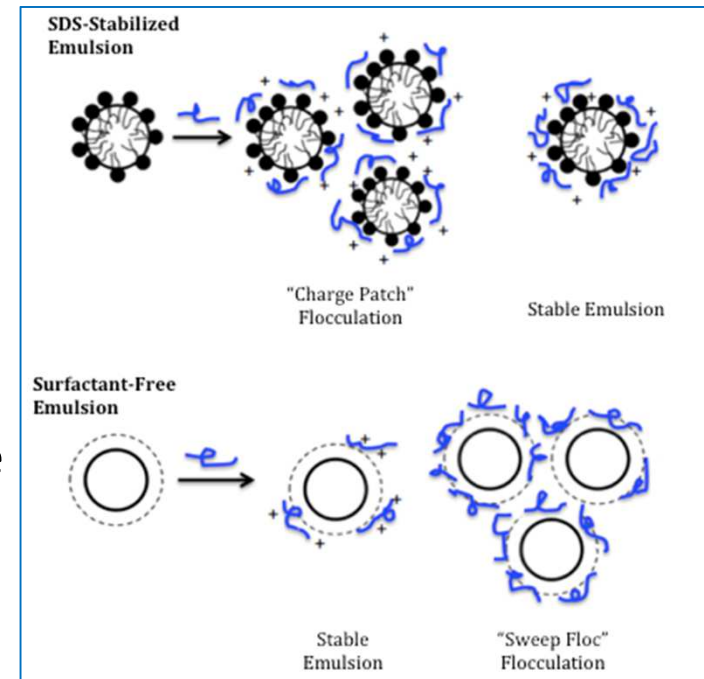 SDS-Stabilized
Emulsion
"Charge Patch"
Flocculation
Stable Emulsion
Surfactant-Free
Emulsion
e
Stable
Emulsion
"Sweep Floc"
Flocculation